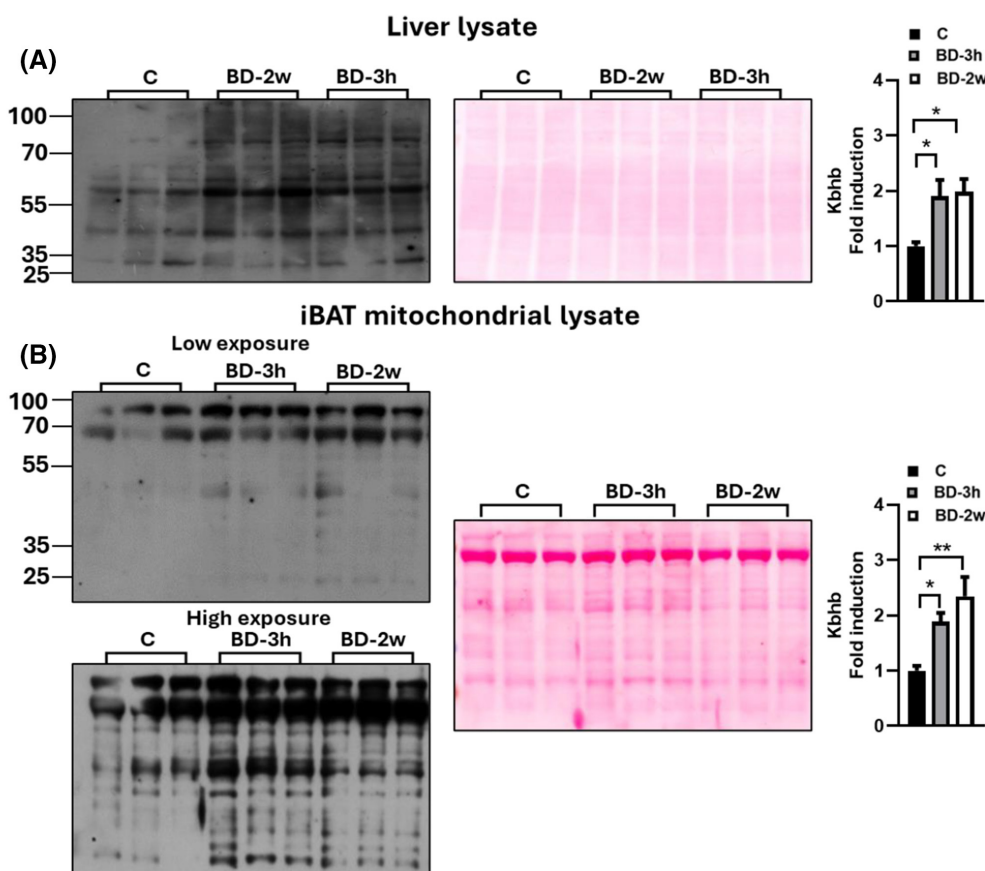 Liver lysate
(A)
C BD-2w BD-3h
100
70
55
35
25
C BD-2w BD-3h
C
BD-3h
BD-2w
Kbhb
Fold induction
4
3
2
1
0
*
*
iBAT mitochondrial lysate
(B)
Low exposure
C BD-3h BD-2w
100
70
55
35
25
High exposure
C BD-3h BD-2w
C BD-3h BD-2w
C
BD-3h
BD-2w
Kbhb
Fold induction
4
3
2
1
0
**
*